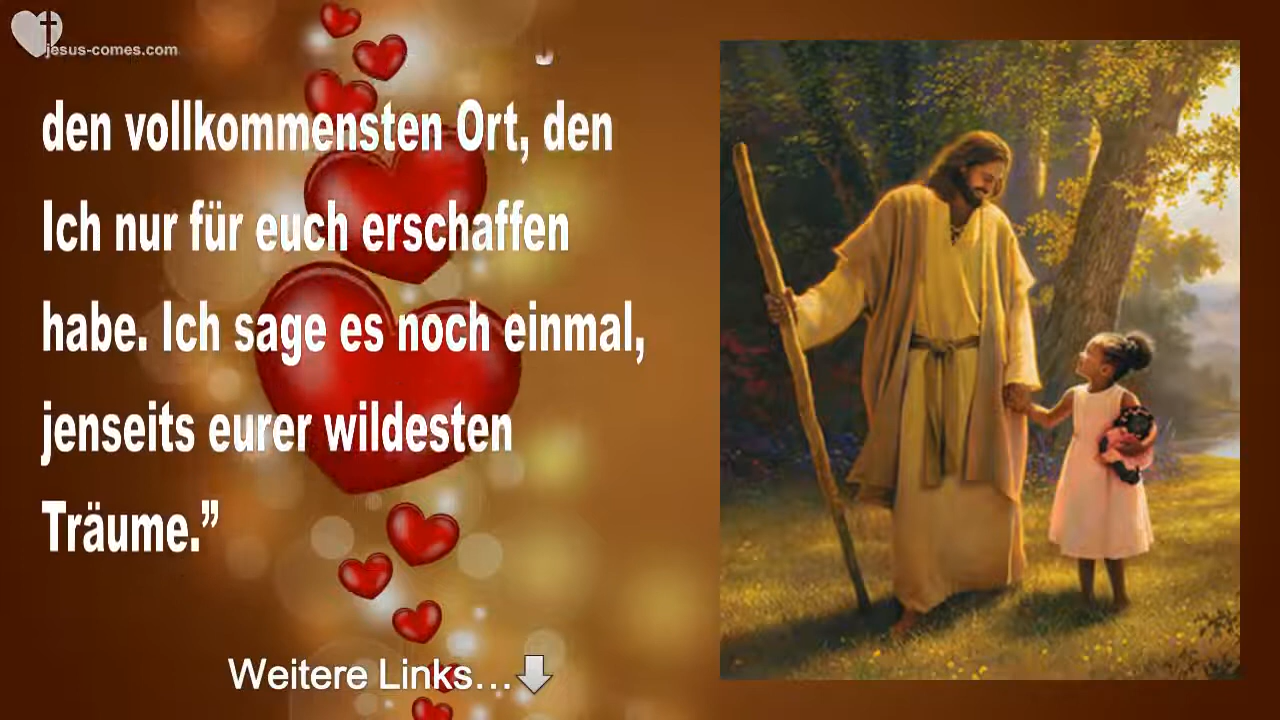 jesus-comes.com
den vollkommensten Ort, den
Ich nur für euch erschaffen
habe. Ich sage es noch einmal,
jenseits eurer wildesten
Träume.”
Weitere Links…